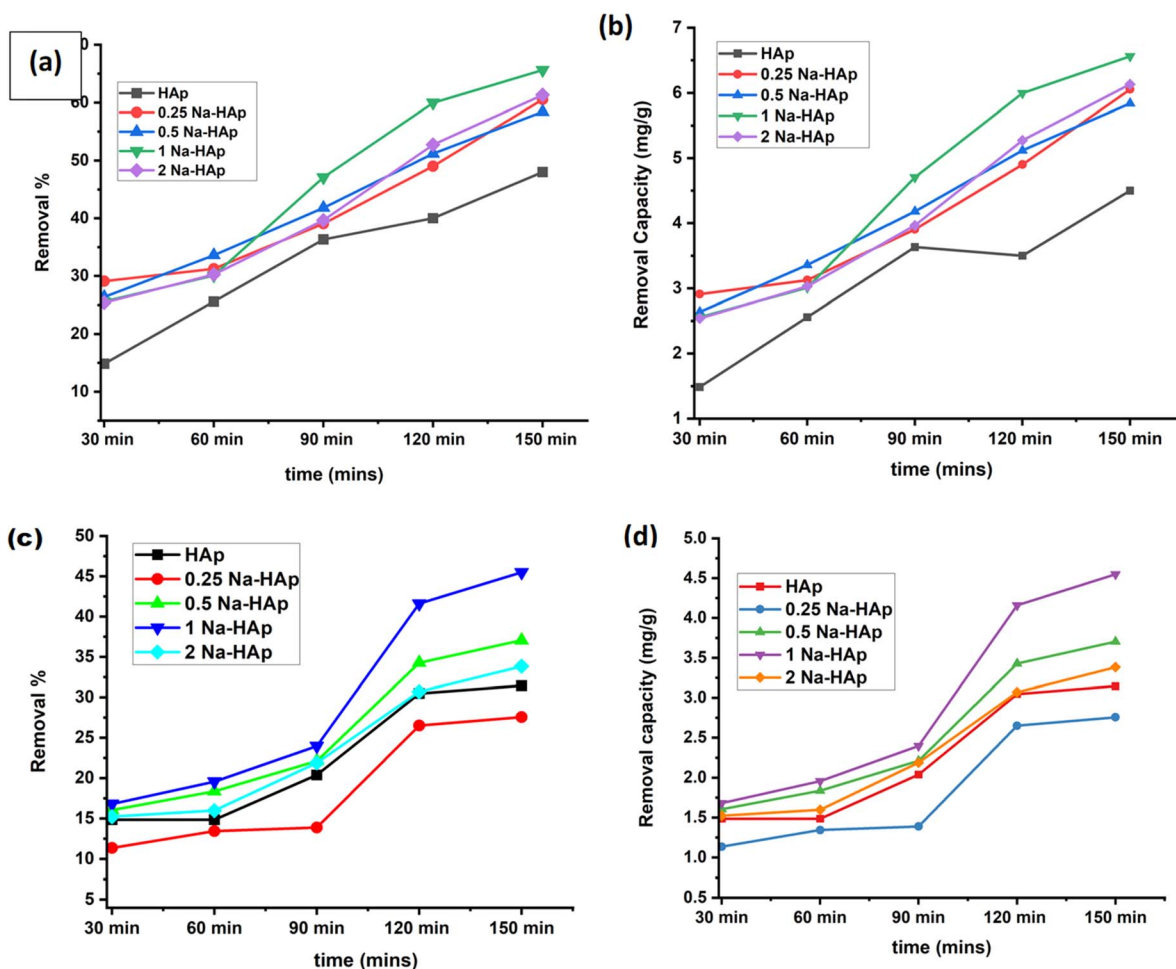 (a)
80
70
60
50
40
30
20
10
Removal %
HAp
0.25 Na-HAp
0.5 Na-HAp
1 Na-HAp
2 Na-HAp
30 min 60 min 90 min 120 min 150 min
time (mins)
(b)
7
6
5
4
3
2
1
Removal Capacity (mg/g)
HAp
0.25 Na-HAp
0.5 Na-HAp
1 Na-HAp
2 Na-HAp
30 min 60 min 90 min 120 min 150 min
time (mins)
(c)
50
45
40
35
30
25
20
15
10
5
Removal %
HAp
0.25 Na-HAp
0.5 Na-HAp
1 Na-HAp
2 Na-HAp
30 min 60 min 90 min 120 min 150 min
time (mins)
(d)
5.0
4.5
4.0
3.5
3.0
2.5
2.0
1.5
1.0
0.5
Removal capacity (mg/g)
HAp
0.25 Na-HAp
0.5 Na-HAp
1 Na-HAp
2 Na-HAp
30 min 60 min 90 min 120 min 150 min
time (mins)